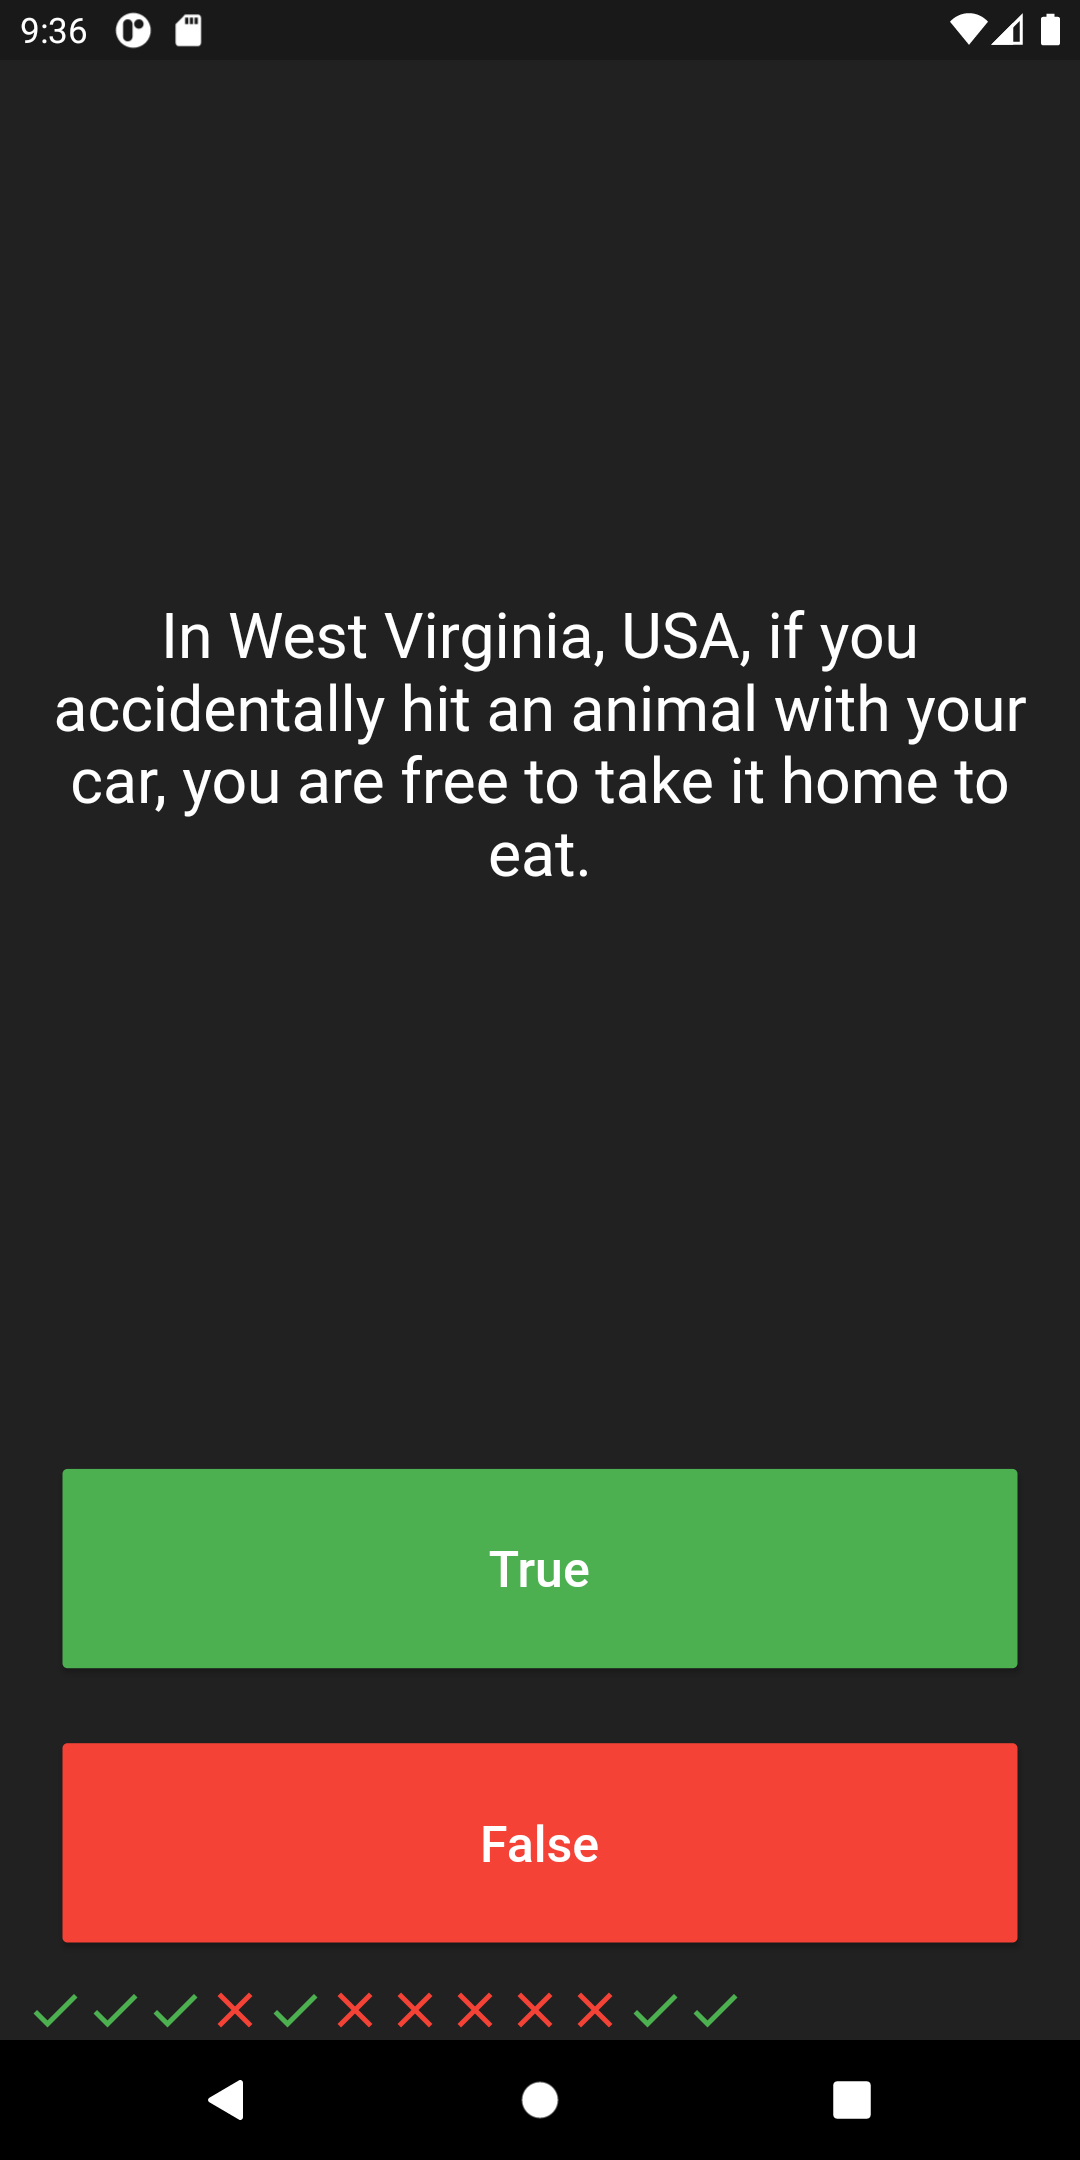 9:36
In West Virginia, USA, if you
accidentally hit an animal with your
car, you are free to take it home to
eat.
True
False